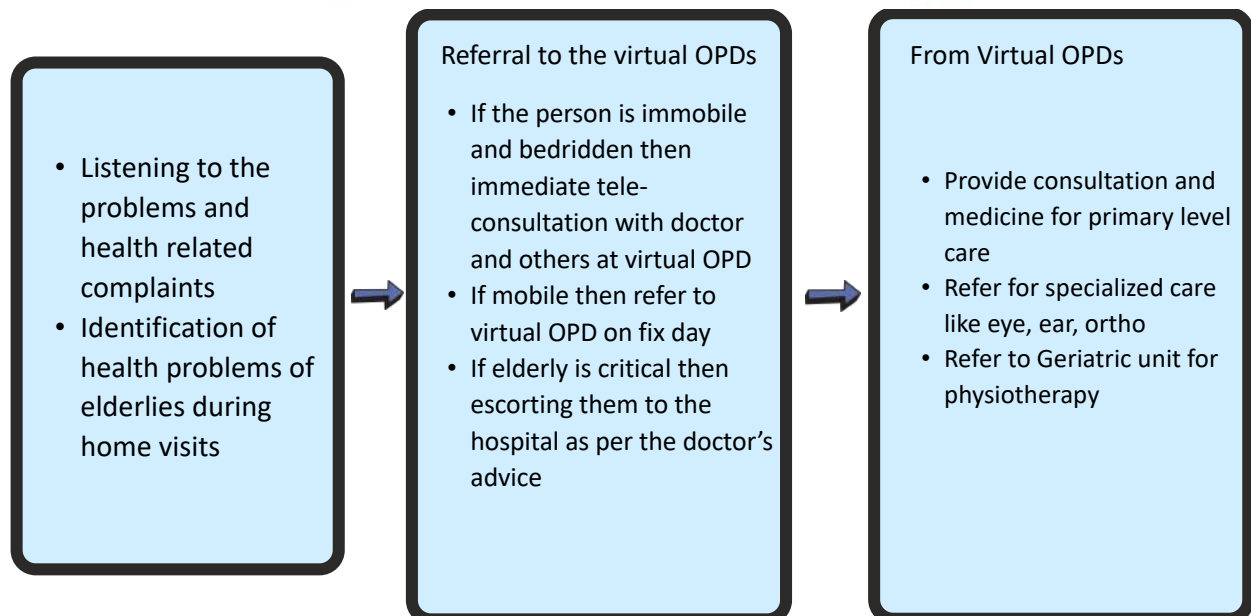 • Listening to the
problems and
health related
complaints
• Identification of
health problems of
elderlies during
home visits
Referral to the virtual OPDs
• If the person is immobile
and bedridden then
immediate tele-
consultation with doctor
and others at virtual OPD
• If mobile then refer to
virtual OPD on fix day
• If elderly is critical then
escorting them to the
hospital as per the doctor’s
advice
From Virtual OPDs
• Provide consultation and
medicine for primary level
care
• Refer for specialized care
like eye, ear, ortho
• Refer to Geriatric unit for
physiotherapy